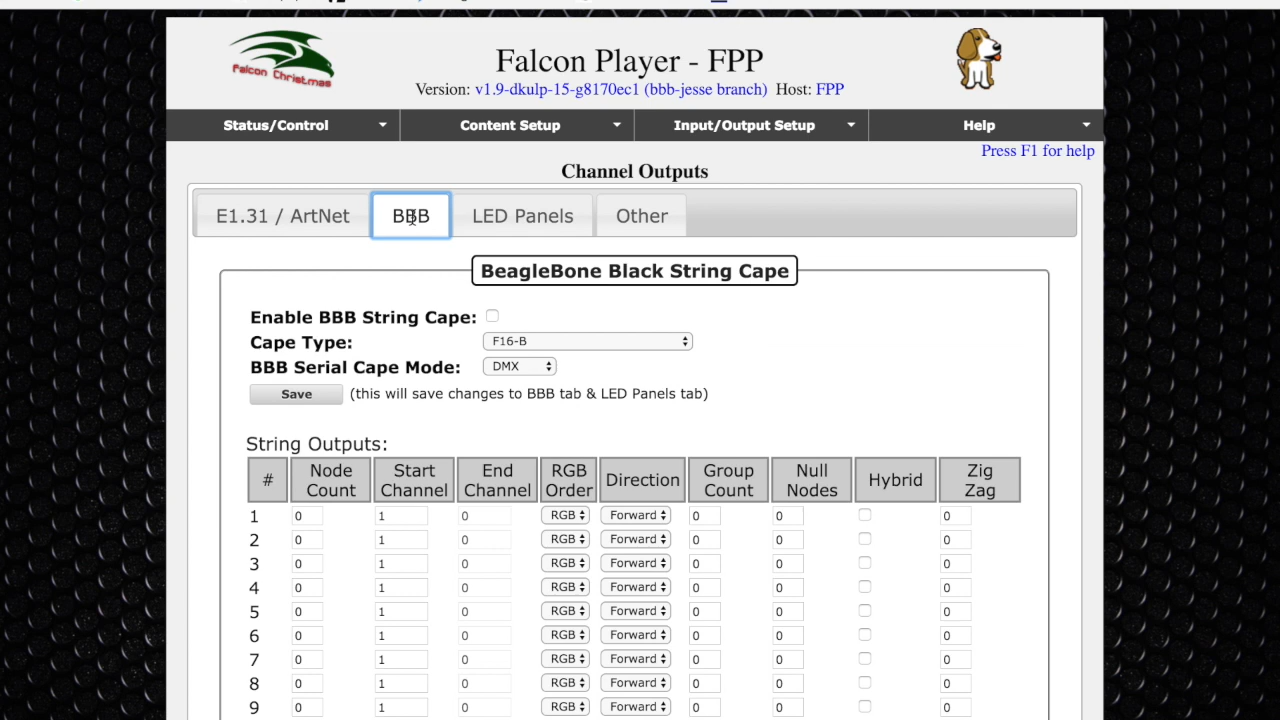 Falcon Christmas
Falcon Player - FPP
Version: v1.9-dkulp-15-g8170ec1 (bbb-jesse branch) Host: FPP
Status/Control Content Setup Input/Output Setup Help
Press F1 for help
Channel Outputs
E1.31 / ArtNet BBB LED Panels Other
BeagleBone Black String Cape
Enable BBB String Cape:
Cape Type: F16-B
BBB Serial Cape Mode: DMX
Save (this will save changes to BBB tab & LED Panels tab)
String Outputs:
# Node Count Start Channel End Channel RGB Order Direction Group Count Null Nodes Hybrid Zig Zag
1 0 1 0 RGB Forward 0 0 0
2 0 1 0 RGB Forward 0 0 0
3 0 1 0 RGB Forward 0 0 0
4 0 1 0 RGB Forward 0 0 0
5 0 1 0 RGB Forward 0 0 0
6 0 1 0 RGB Forward 0 0 0
7 0 1 0 RGB Forward 0 0 0
8 0 1 0 RGB Forward 0 0 0
9 0 1 0 RGB Forward 0 0 0